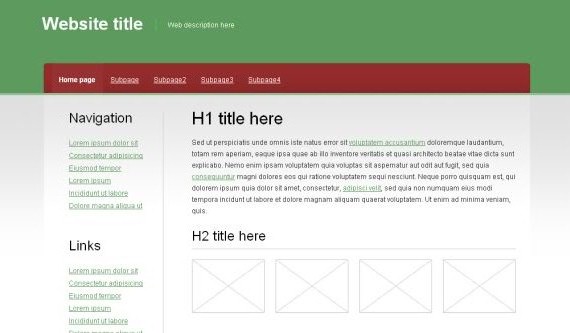 Website title
Web description here
Home page
Subpage
Subpage2
Subpage3
Subpage4
Navigation
Lorem ipsum dolor sit
Consectetur adipisicing
Eiusmod tempor
Lorem ipsum
Incididunt ut labore
Dolore magna aliqua ut
Links
Lorem ipsum dolor sit
Consectetur adipisicing
Eiusmod tempor
Lorem ipsum
Incididunt ut labore
H1 title here
Sed ut perspiciatis unde omnis iste natus error sit voluptatem accusantium doloremque laudantium,
totam rem aperiam, eaque ipsa quae ab illo inventore veritatis et quasi architecto beatae vitae dicta sunt
explicabo. Nemo enim ipsam voluptatem quia voluptas sit aspernatur aut odit aut fugit, sed quia
consequuntur magni dolores eos qui ratione voluptatem sequi nesciunt. Neque porro quisquam est, qui
dolorem ipsum quia dolor sit amet, consectetur, adipisci velit, sed quia non numquam eius modi
tempora incidunt ut labore et dolore magnam aliquam quaerat voluptatem. Ut enim ad minima veniam,
quis.
H2 title here